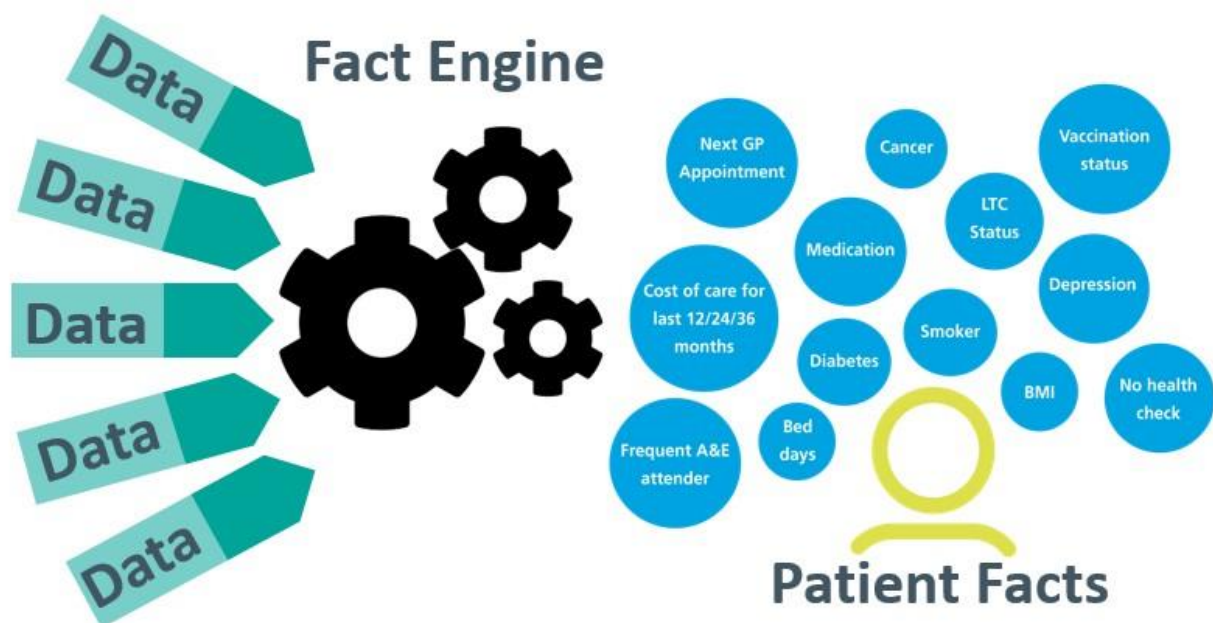 Data
Data
Data
Data
Data
Fact Engine
Next GP
Appointment
Cancer
Vaccination
status
LTC
Status
Medication
Cost of care for
last 12/24/36
months
Depression
Smoker
Diabetes
BMI
No health
check
Frequent A&E
attender
Bed
days
Patient Facts